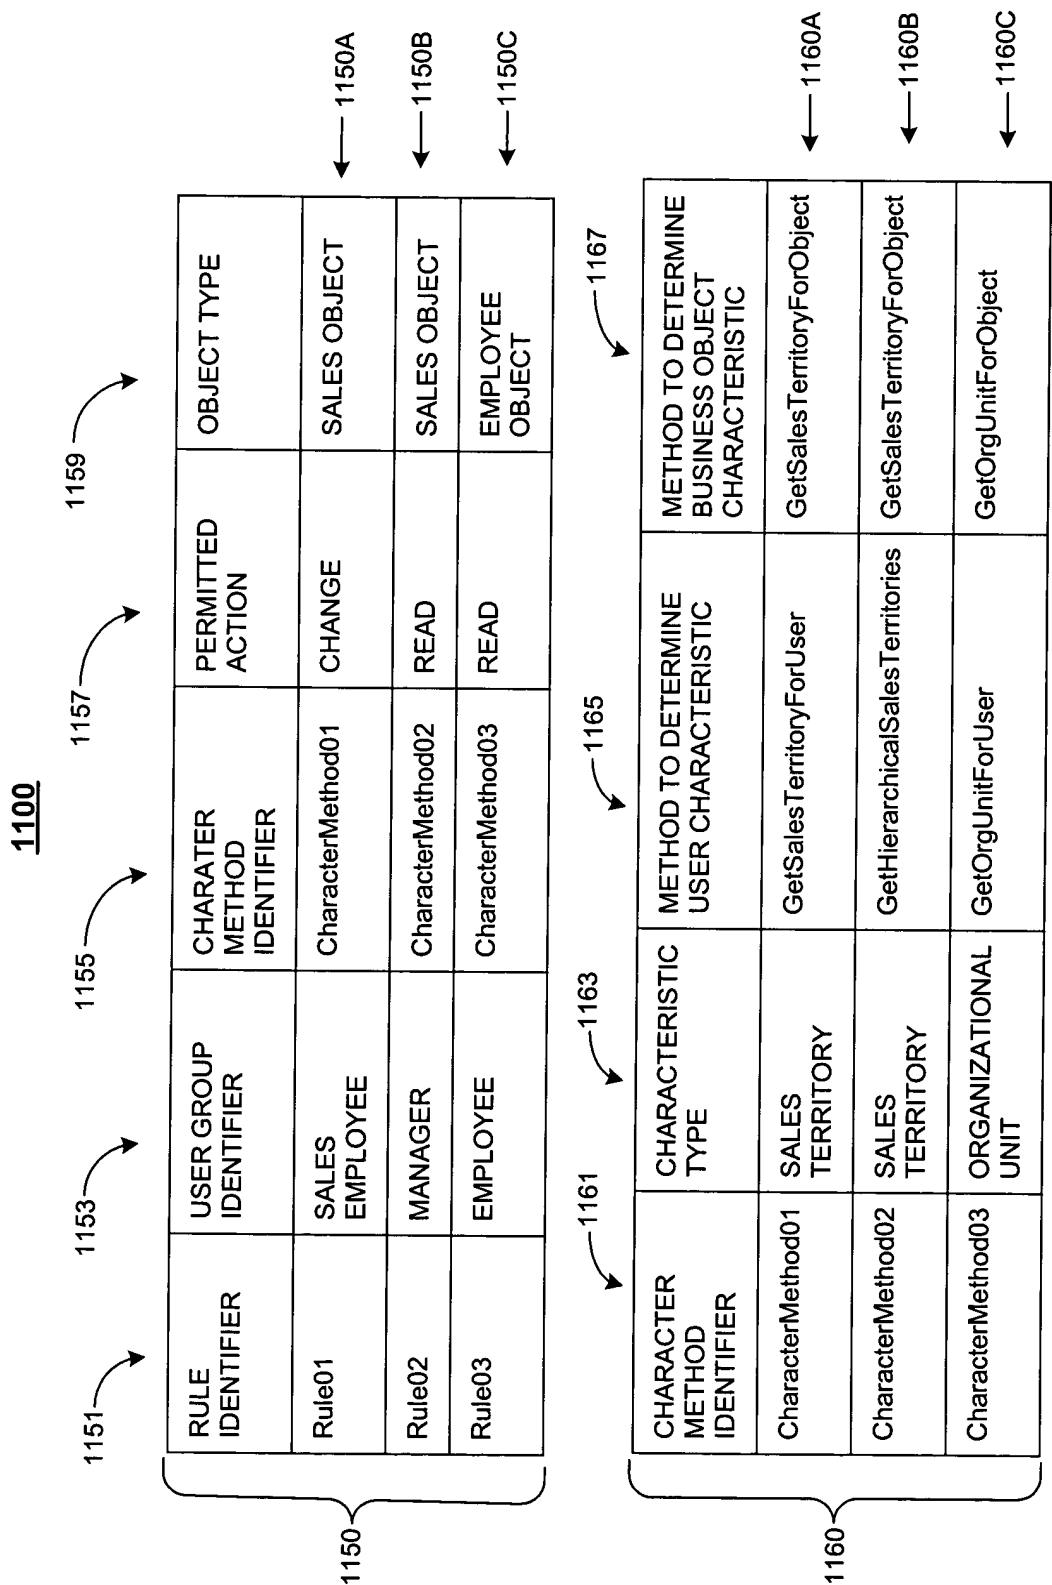 1100
1151
1153
1155
1157
1159
RULE
IDENTIFIER
USER GROUP
IDENTIFIER
CHARATER
METHOD
IDENTIFIER
PERMITTED
ACTION
OBJECT TYPE
Rule01
SALES
EMPLOYEE
CharacterMethod01
CHANGE
SALES OBJECT
1150A
Rule02
MANAGER
CharacterMethod02
READ
SALES OBJECT
1150B
Rule03
EMPLOYEE
CharacterMethod03
READ
EMPLOYEE
OBJECT
1150C
1150
1161
1163
1165
1167
CHARACTER
METHOD
IDENTIFIER
CHARACTERISTIC
TYPE
METHOD TO DETERMINE
USER CHARACTERISTIC
METHOD TO DETERMINE
BUSINESS OBJECT
CHARACTERISTIC
CharacterMethod01
SALES
TERRITORY
GetSalesTerritoryForUser
GetSalesTerritoryForObject
1160A
CharacterMethod02
SALES
TERRITORY
GetHierarchicalSalesTerritories
GetSalesTerritoryForObject
1160B
CharacterMethod03
ORGANIZATIONAL
UNIT
GetOrgUnitForUser
GetOrgUnitForObject
1160C
1160